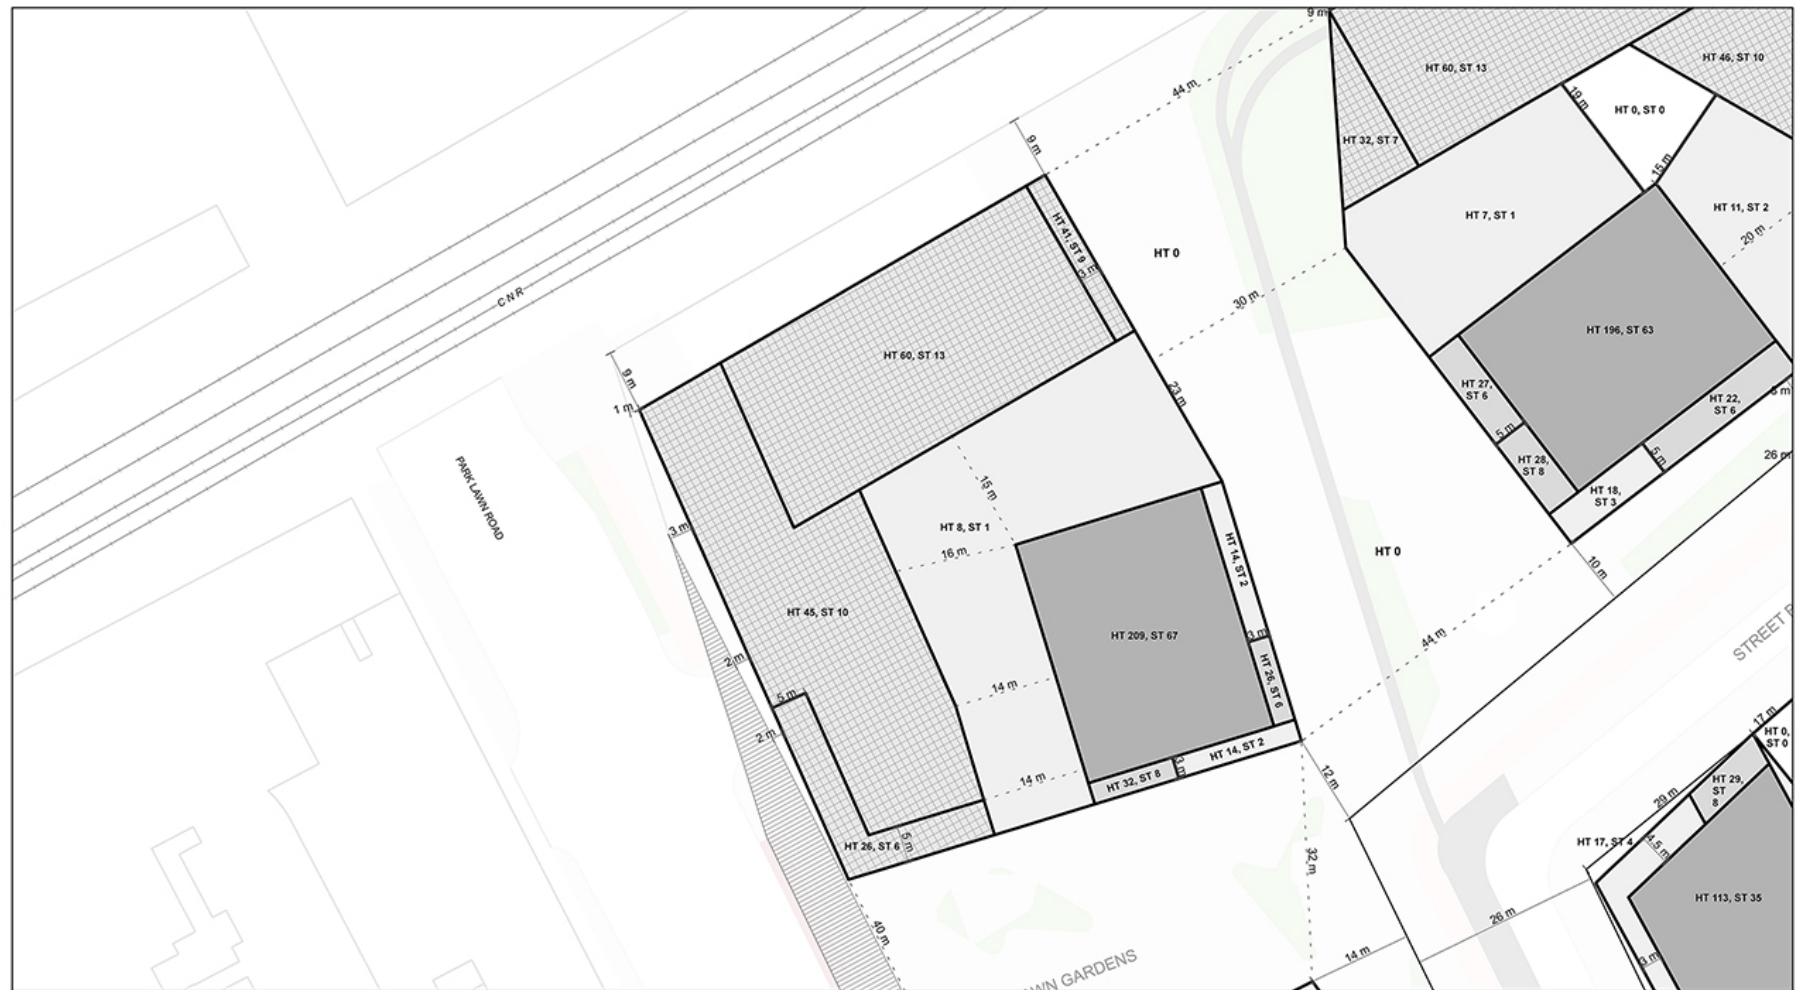 9 m
44 m
HT 60, ST 13
HT 46, ST 10
19 m
HT 0, ST 0
9 m
HT 32, ST 7
15 m
HT 7, ST 1
HT 11, ST 2
20 m
HT 41, ST 9
3 m
HT 0
30 m
CNR
HT 60, ST 13
HT 196, ST 63
9 m
1 m
23 m
HT 27,
ST 6
HT 22,
ST 6
5 m
5 m
HT 28,
ST 8
26 m
HT 18,
ST 3
PARK LAWN ROAD
3 m
15 m
HT 8, ST 1
16 m
HT 14, ST 2
HT 0
10 m
HT 45, ST 10
HT 209, ST 67
3 m
44 m
STREET
2 m
5 m
14 m
HT 26, ST 6
2 m
17 m
HT 0,
ST 0
HT 14, ST 2
3 m
HT 32, ST 8
14 m
12 m
HT 29,
ST
8
29 m
HT 26, ST 6
5 m
32 m
HT 17, ST 4
4.5 m
HT 113, ST 35
40 m
26 m
14 m
3 m
GARDENS